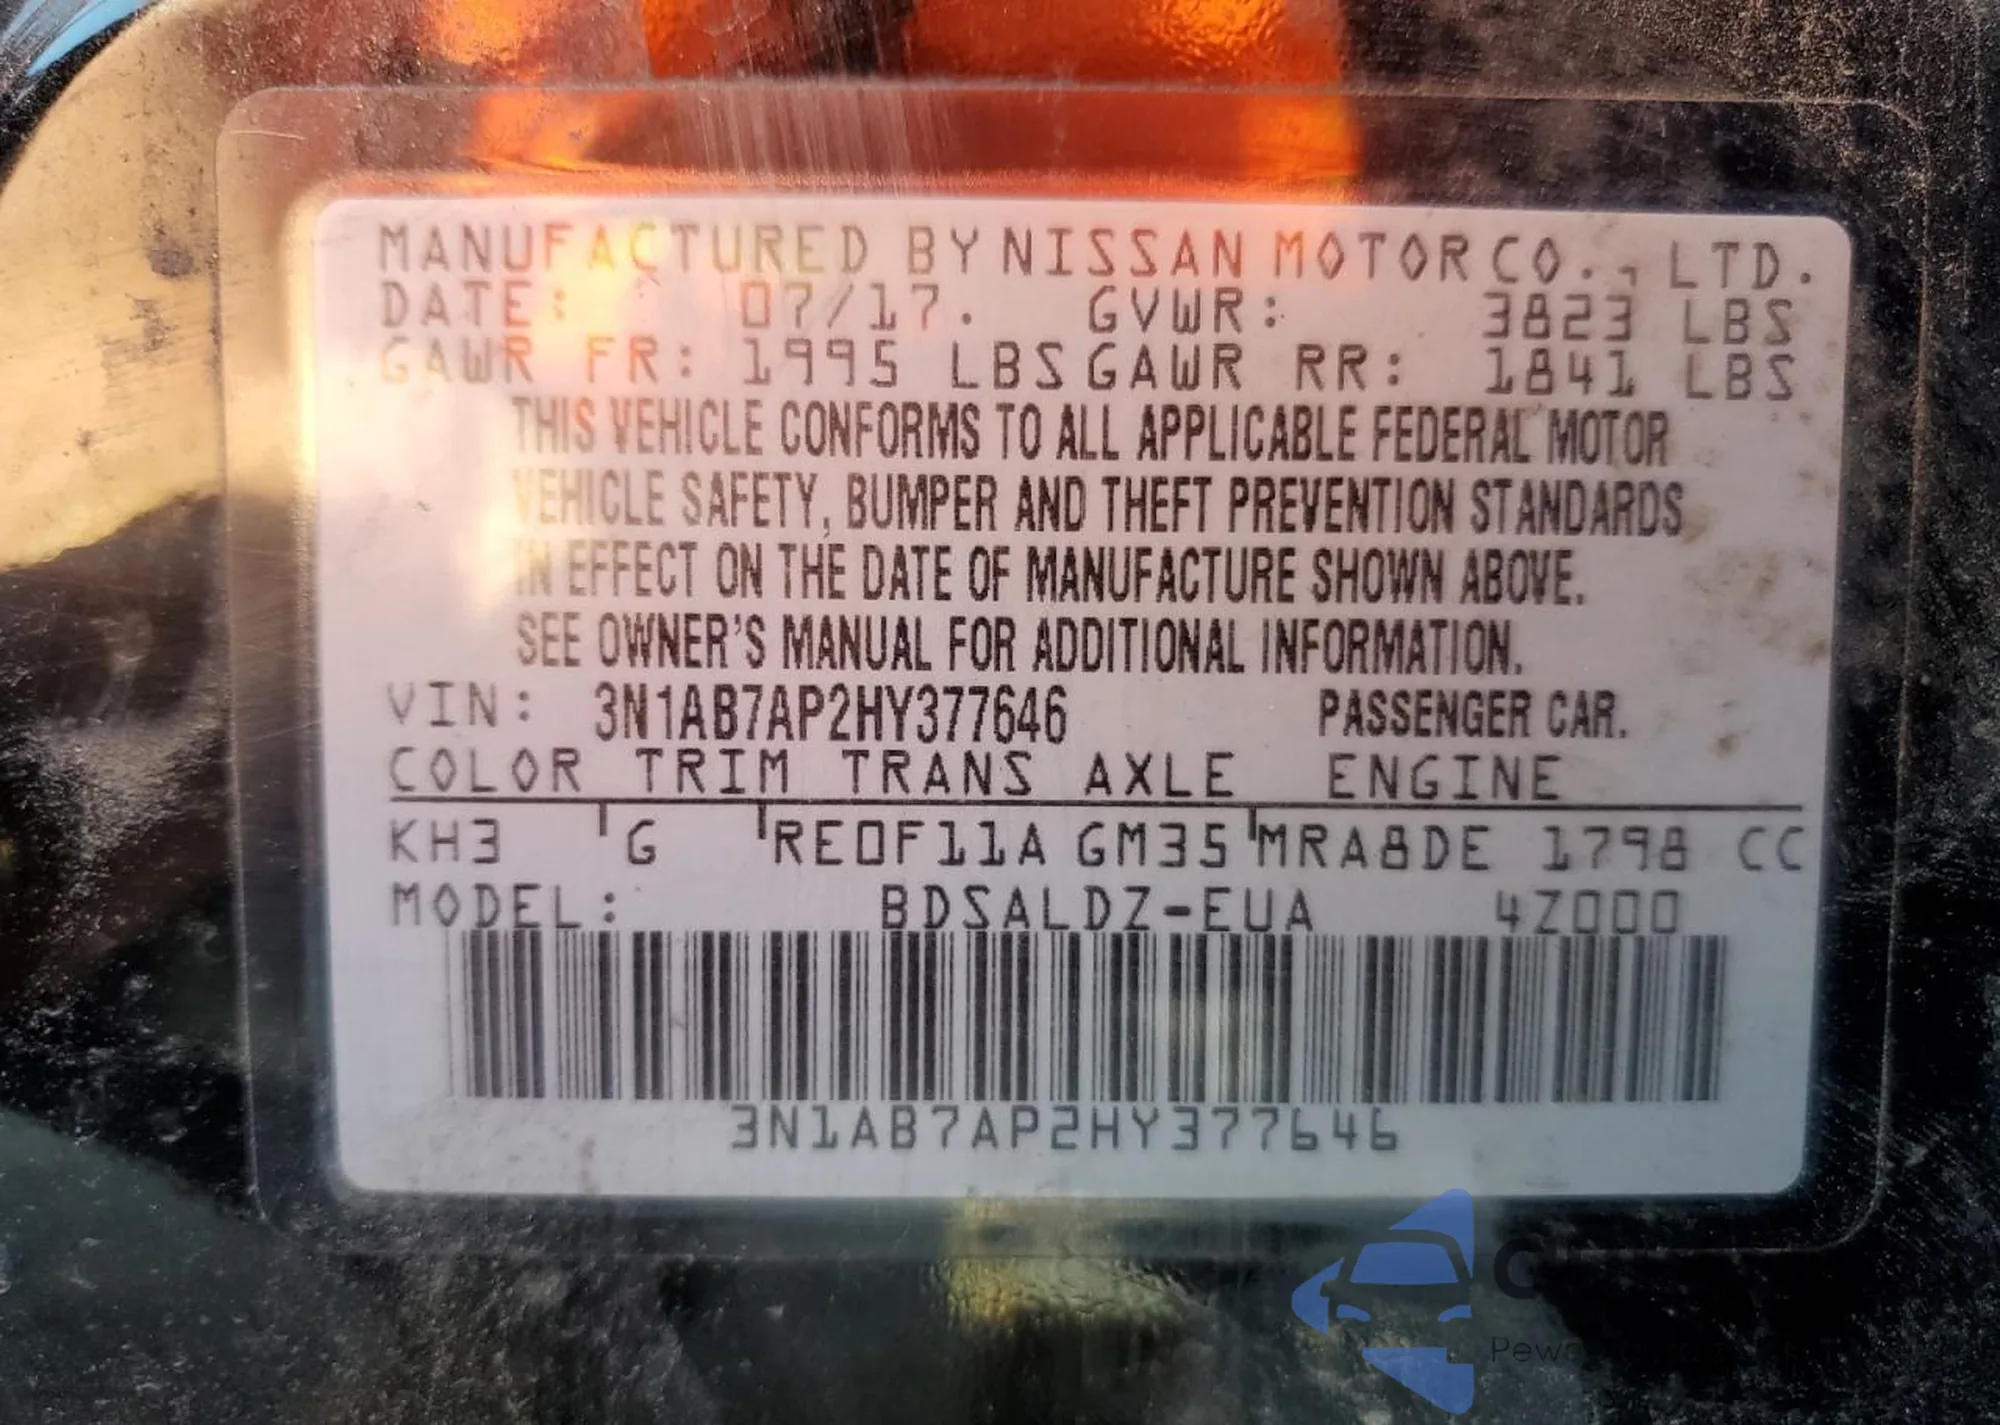 MANUFACTURED BY NISSAN MOTOR CO., LTD.
DATE: 07/17. GVWR: 3823 LBS
GAWR FR: 1995 LBS GAWR RR: 1841 LBS
THIS VEHICLE CONFORMS TO ALL APPLICABLE FEDERAL MOTOR
VEHICLE SAFETY, BUMPER AND THEFT PREVENTION STANDARDS
IN EFFECT ON THE DATE OF MANUFACTURE SHOWN ABOVE.
SEE OWNER'S MANUAL FOR ADDITIONAL INFORMATION.
VIN: 3N1AB7AP2HY377646 PASSENGER CAR.
COLOR TRIM TRANS AXLE ENGINE
KH3 G RE0F11A GM35 MRA8DE 1798 CC
MODEL: BDSALDZ-EUA 4Z000
3N1AB7AP2HY377646